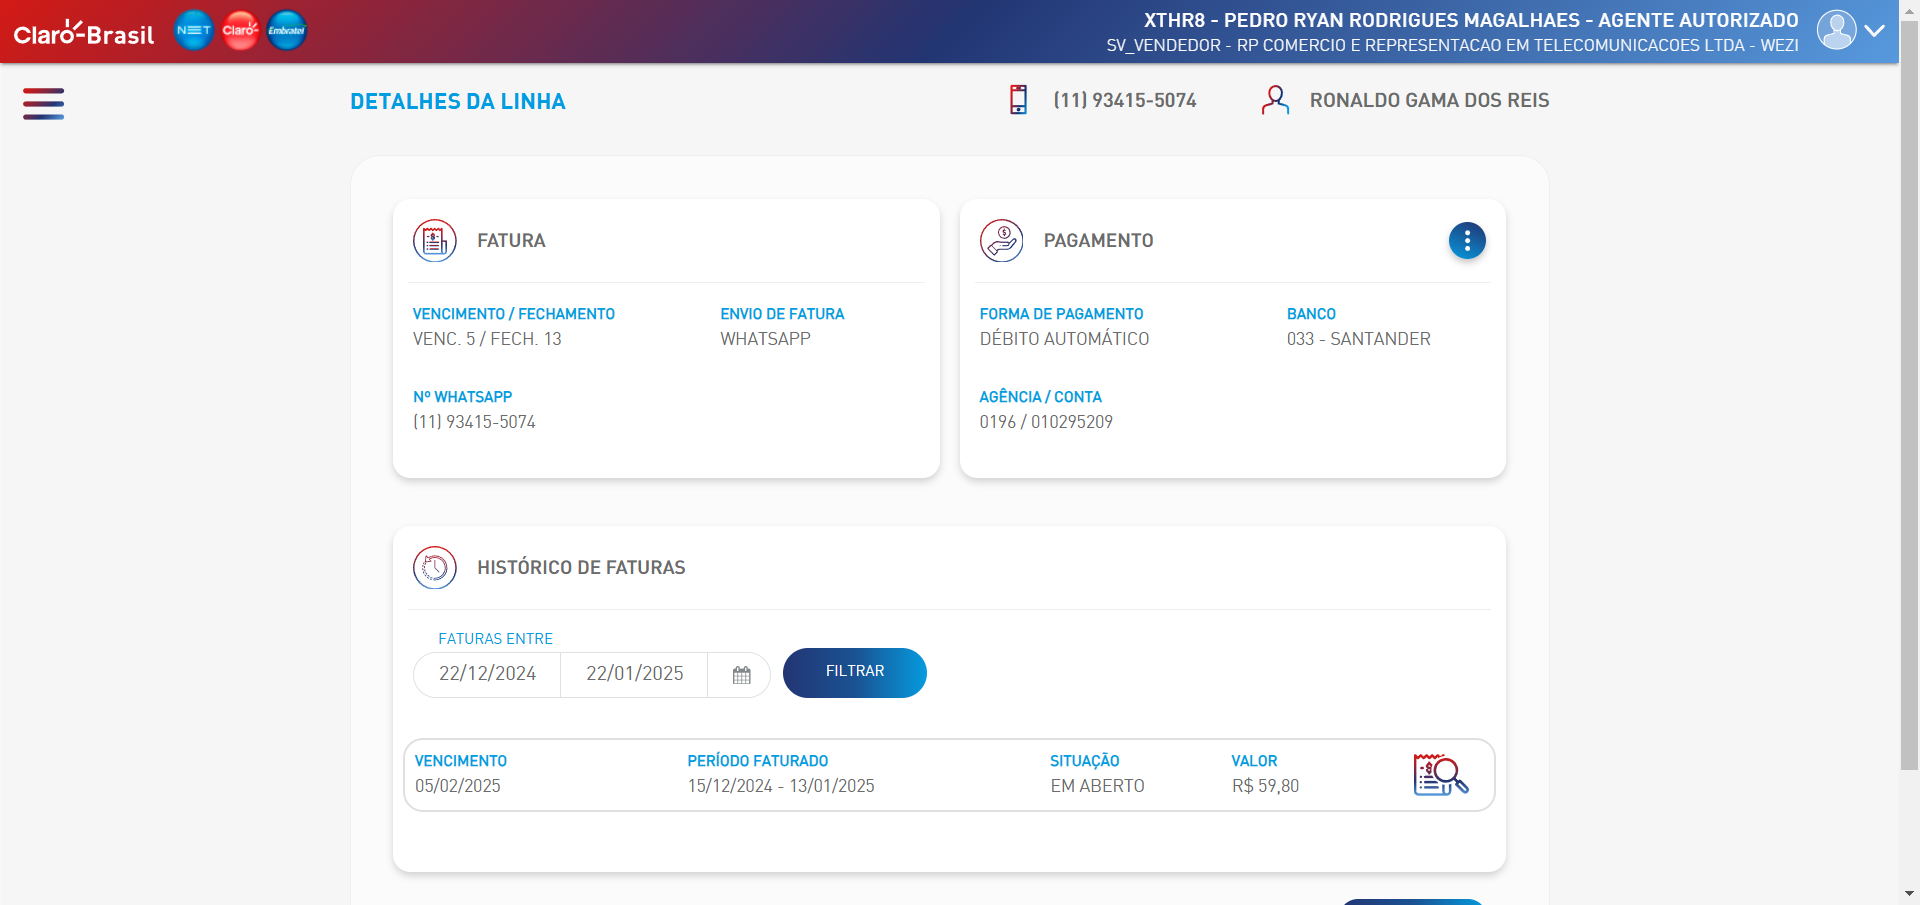 Claro-Brasil
NET
Claro
Embratel
XTHR8 - PEDRO RYAN RODRIGUES MAGALHAES - AGENTE AUTORIZADO
SV_VENDEDOR - RP COMERCIO E REPRESENTACAO EM TELECOMUNICACOES LTDA - WEZI
DETALHES DA LINHA
(11) 93415-5074
RONALDO GAMA DOS REIS
FATURA
VENCIMENTO / FECHAMENTO
VENC. 5 / FECH. 13
ENVIO DE FATURA
WHATSAPP
Nº WHATSAPP
(11) 93415-5074
PAGAMENTO
FORMA DE PAGAMENTO
DÉBITO AUTOMÁTICO
BANCO
033 - SANTANDER
AGÊNCIA / CONTA
0196 / 010295209
HISTÓRICO DE FATURAS
FATURAS ENTRE
22/12/2024
22/01/2025
FILTRAR
VENCIMENTO
05/02/2025
PERÍODO FATURADO
15/12/2024 - 13/01/2025
SITUAÇÃO
EM ABERTO
VALOR
R$ 59,80